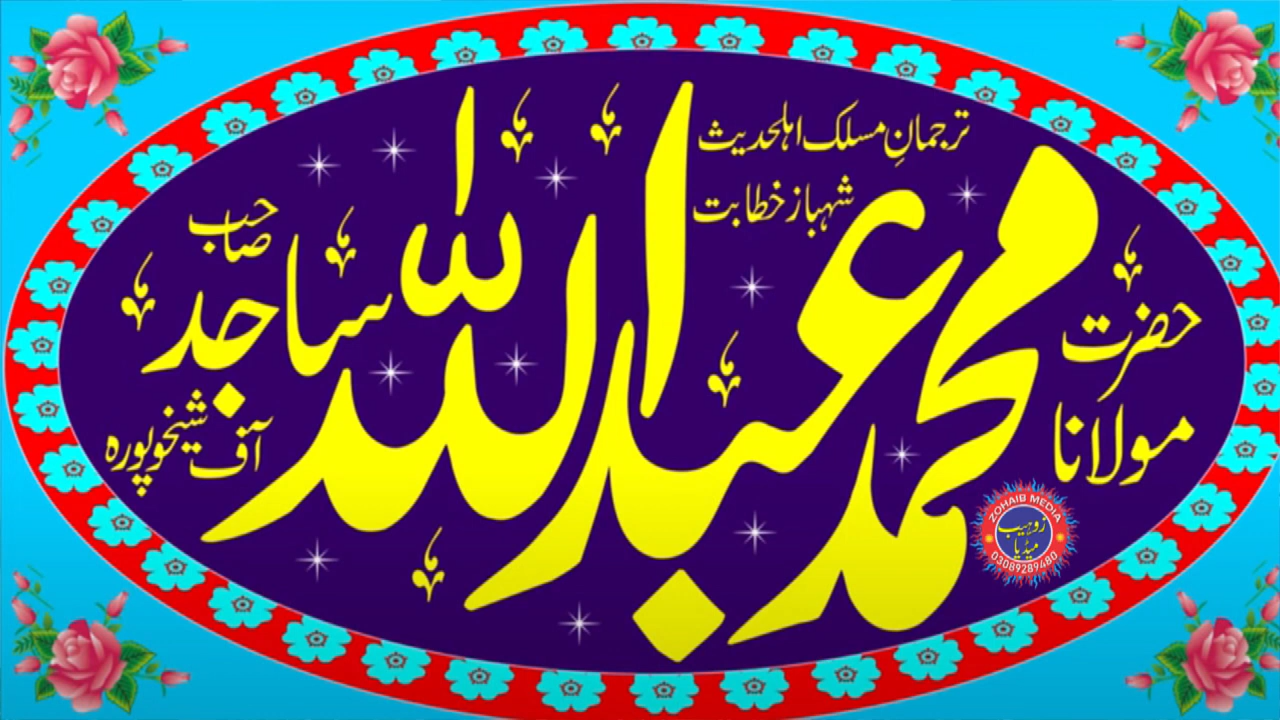 ترجمانِ مسلک اہلحدیث
شہباز خطابت
حضرت
مولانا
محمد عبداللہ ساجد
صاحب
آف شیخوپورہ
ZOHAIB MEDIA
زوہیب
میڈیا
03089289480